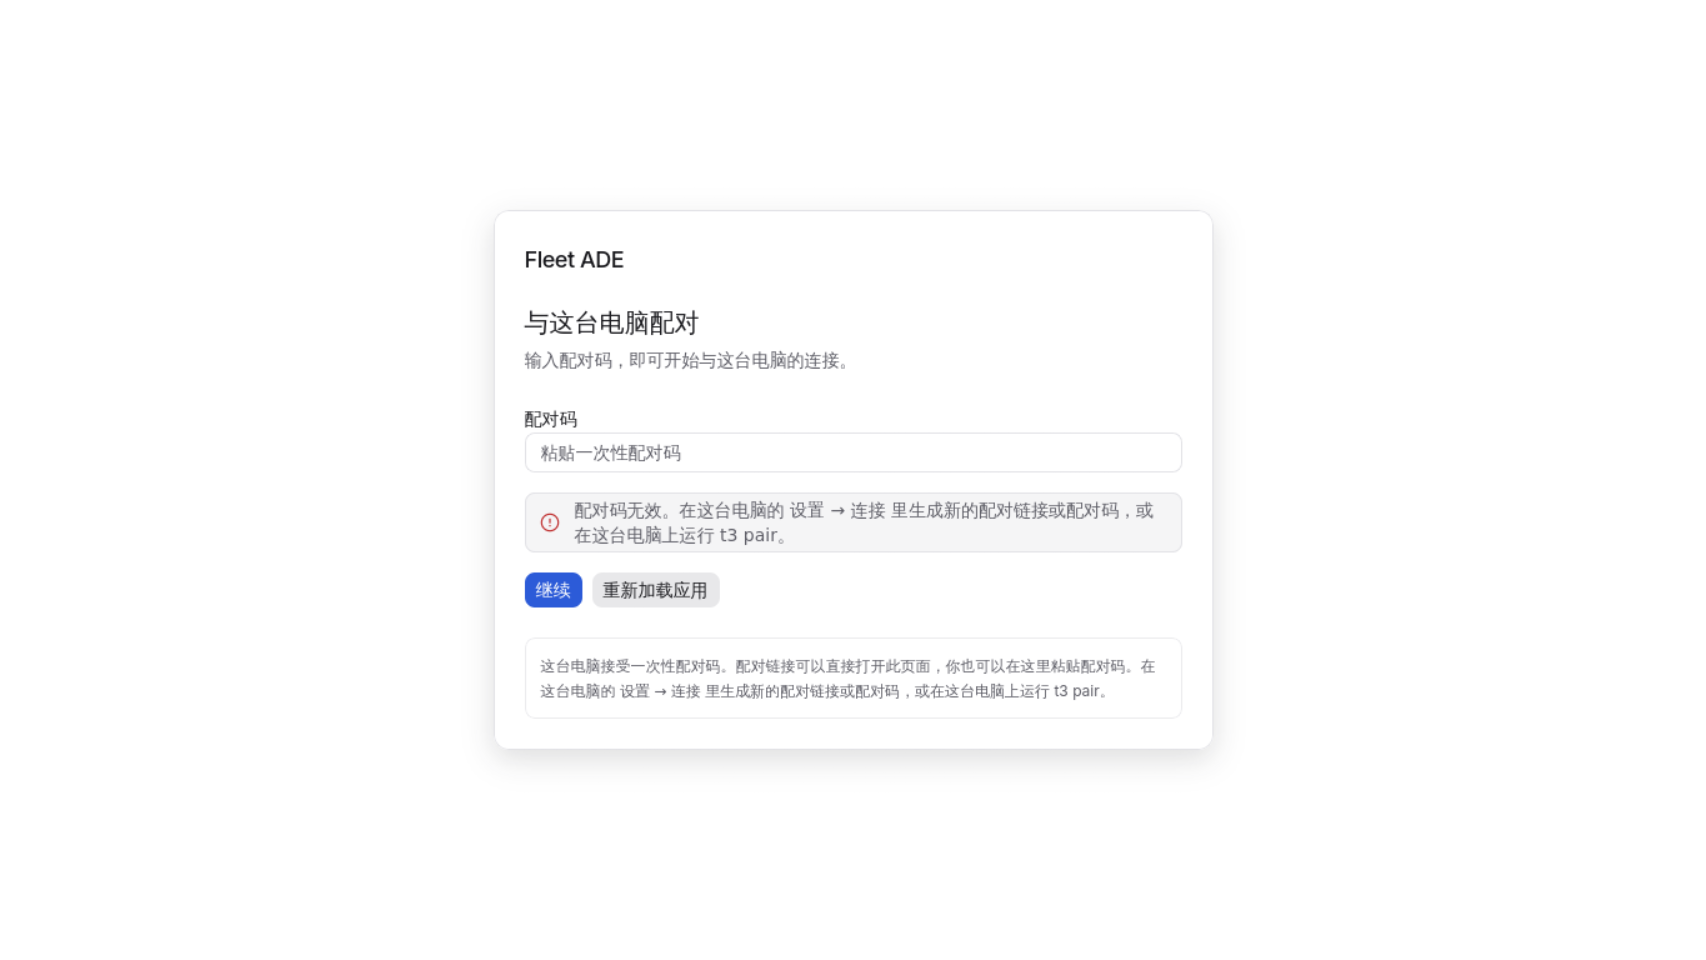 Fleet ADE
与这台电脑配对
输入配对码，即可开始与这台电脑的连接。
配对码
粘贴一次性配对码
配对码无效。在这台电脑的 设置 → 连接 里生成新的配对链接或配对码，或
在这台电脑上运行 t3 pair。
继续 重新加载应用
这台电脑接受一次性配对码。配对链接可以直接打开此页面，你也可以在这里粘贴配对码。在
这台电脑的 设置 → 连接 里生成新的配对链接或配对码，或在这台电脑上运行 t3 pair。